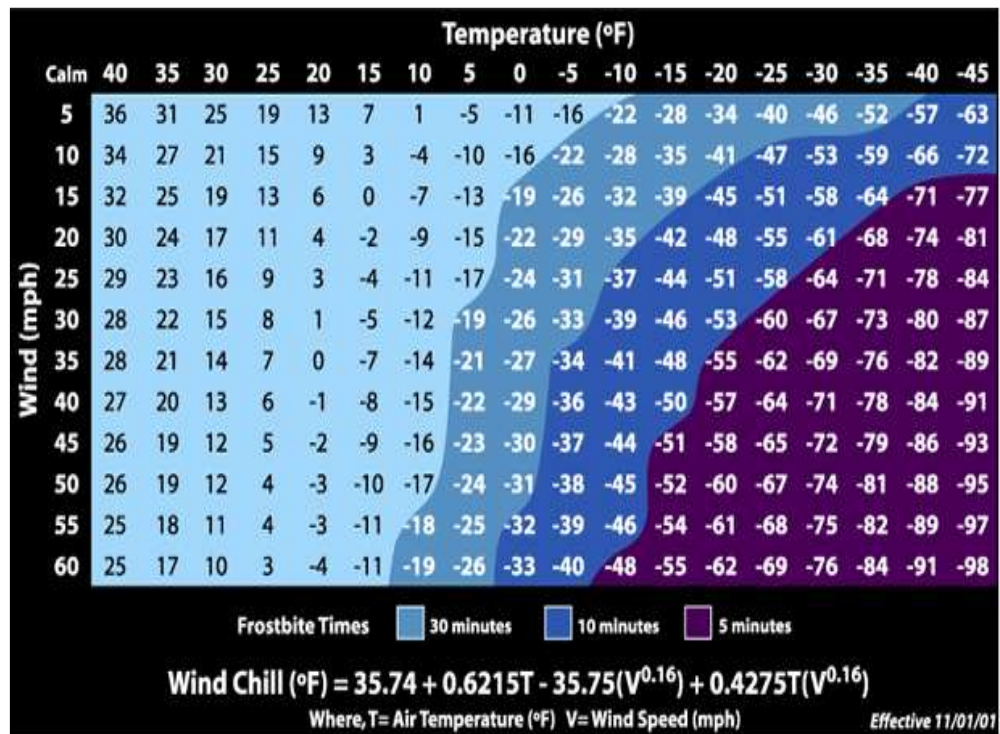 Temperature (ºF)
Calm 40 35 30 25 20 15 10 5 0 -5 -10 -15 -20 -25 -30 -35 -40 -45
5 36 31 25 19 13 7 1 -5 -11 -16 -22 -28 -34 -40 -46 -52 -57 -63
10 34 27 21 15 9 3 -4 -10 -16 -22 -28 -35 -41 -47 -53 -59 -66 -72
15 32 25 19 13 6 0 -7 -13 -19 -26 -32 -39 -45 -51 -58 -64 -71 -77
20 30 24 17 11 4 -2 -9 -15 -22 -29 -35 -42 -48 -55 -61 -68 -74 -81
25 29 23 16 9 3 -4 -11 -17 -24 -31 -37 -44 -51 -58 -64 -71 -78 -84
30 28 22 15 8 1 -5 -12 -19 -26 -33 -39 -46 -53 -60 -67 -73 -80 -87
35 28 21 14 7 0 -7 -14 -21 -27 -34 -41 -48 -55 -62 -69 -76 -82 -89
40 27 20 13 6 -1 -8 -15 -22 -29 -36 -43 -50 -57 -64 -71 -78 -84 -91
45 26 19 12 5 -2 -9 -16 -23 -30 -37 -44 -51 -58 -65 -72 -79 -86 -93
50 26 19 12 4 -3 -10 -17 -24 -31 -38 -45 -52 -60 -67 -74 -81 -88 -95
55 25 18 11 4 -3 -11 -18 -25 -32 -39 -46 -54 -61 -68 -75 -82 -89 -97
60 25 17 10 3 -4 -11 -19 -26 -33 -40 -48 -55 -62 -69 -76 -84 -91 -98
Wind (mph)
Frostbite Times 30 minutes 10 minutes 5 minutes
Wind Chill (ºF) = 35.74 + 0.6215T - 35.75(V^0.16) + 0.4275T(V^0.16)
Where, T= Air Temperature (ºF) V= Wind Speed (mph)
Effective 11/01/01